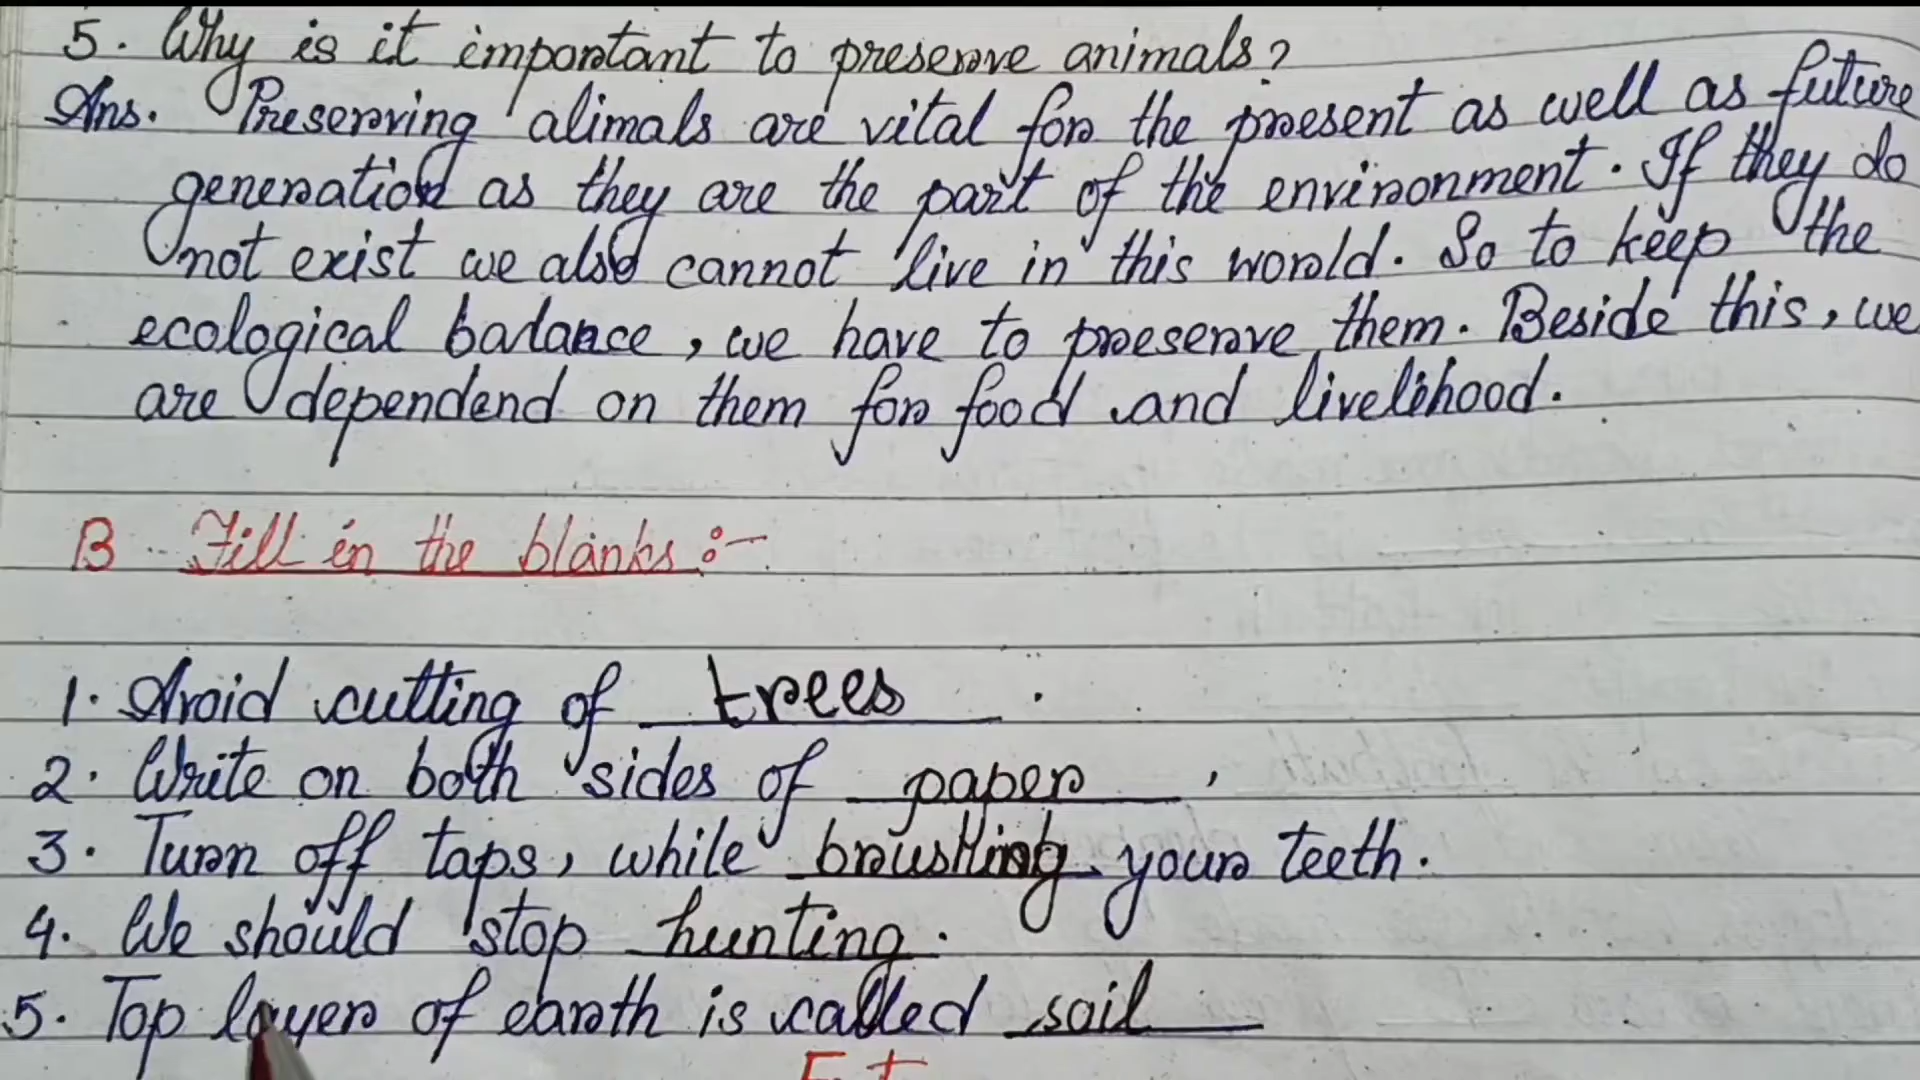 5. Why is it important to preserve animals?
Ans. Preserving alimals are vital for the present as well as future
generation as they are the part of the environment. If they do
not exist we also cannot live in this world. So to keep the
ecological balance, we have to preserve them. Beside this, we
are dependend on them for food and livelihood.
B. Fill in the blanks :-
1. Avoid cutting of trees.
2. Write on both sides of paper,
3. Turn off taps, while brushing your teeth.
4. We should stop hunting.
5. Top layer of earth is called soil